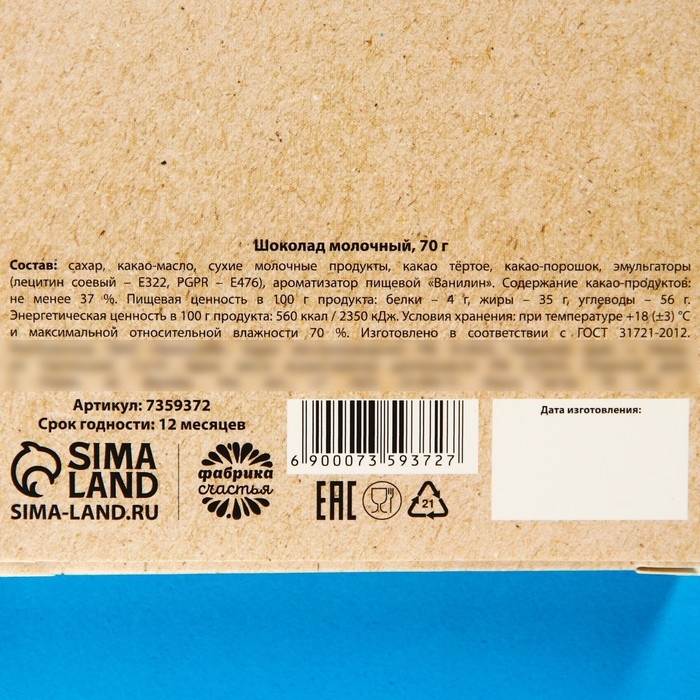 Шоколад молочный, 70 г
Состав: сахар, какао-масло, сухие молочные продукты, какао тёртое, какао-порошок, эмульгаторы
(лецитин соевый – E322, PGPR – E476), ароматизатор пищевой «Ванилин». Содержание какао-продуктов:
не менее 37 %. Пищевая ценность в 100 г продукта: белки – 4 г, жиры – 35 г, углеводы – 56 г.
Энергетическая ценность в 100 г продукта: 560 ккал / 2350 кДж. Условия хранения: при температуре +18 (±3) °C
и максимальной относительной влажности 70 %. Изготовлено в соответствии с ГОСТ 31721-2012.
Артикул: 7359372
Срок годности: 12 месяцев
SIMA
LAND
SIMA-LAND.RU
фабрика
счастья
6 900073 593727
EAC
21
Дата изготовления: